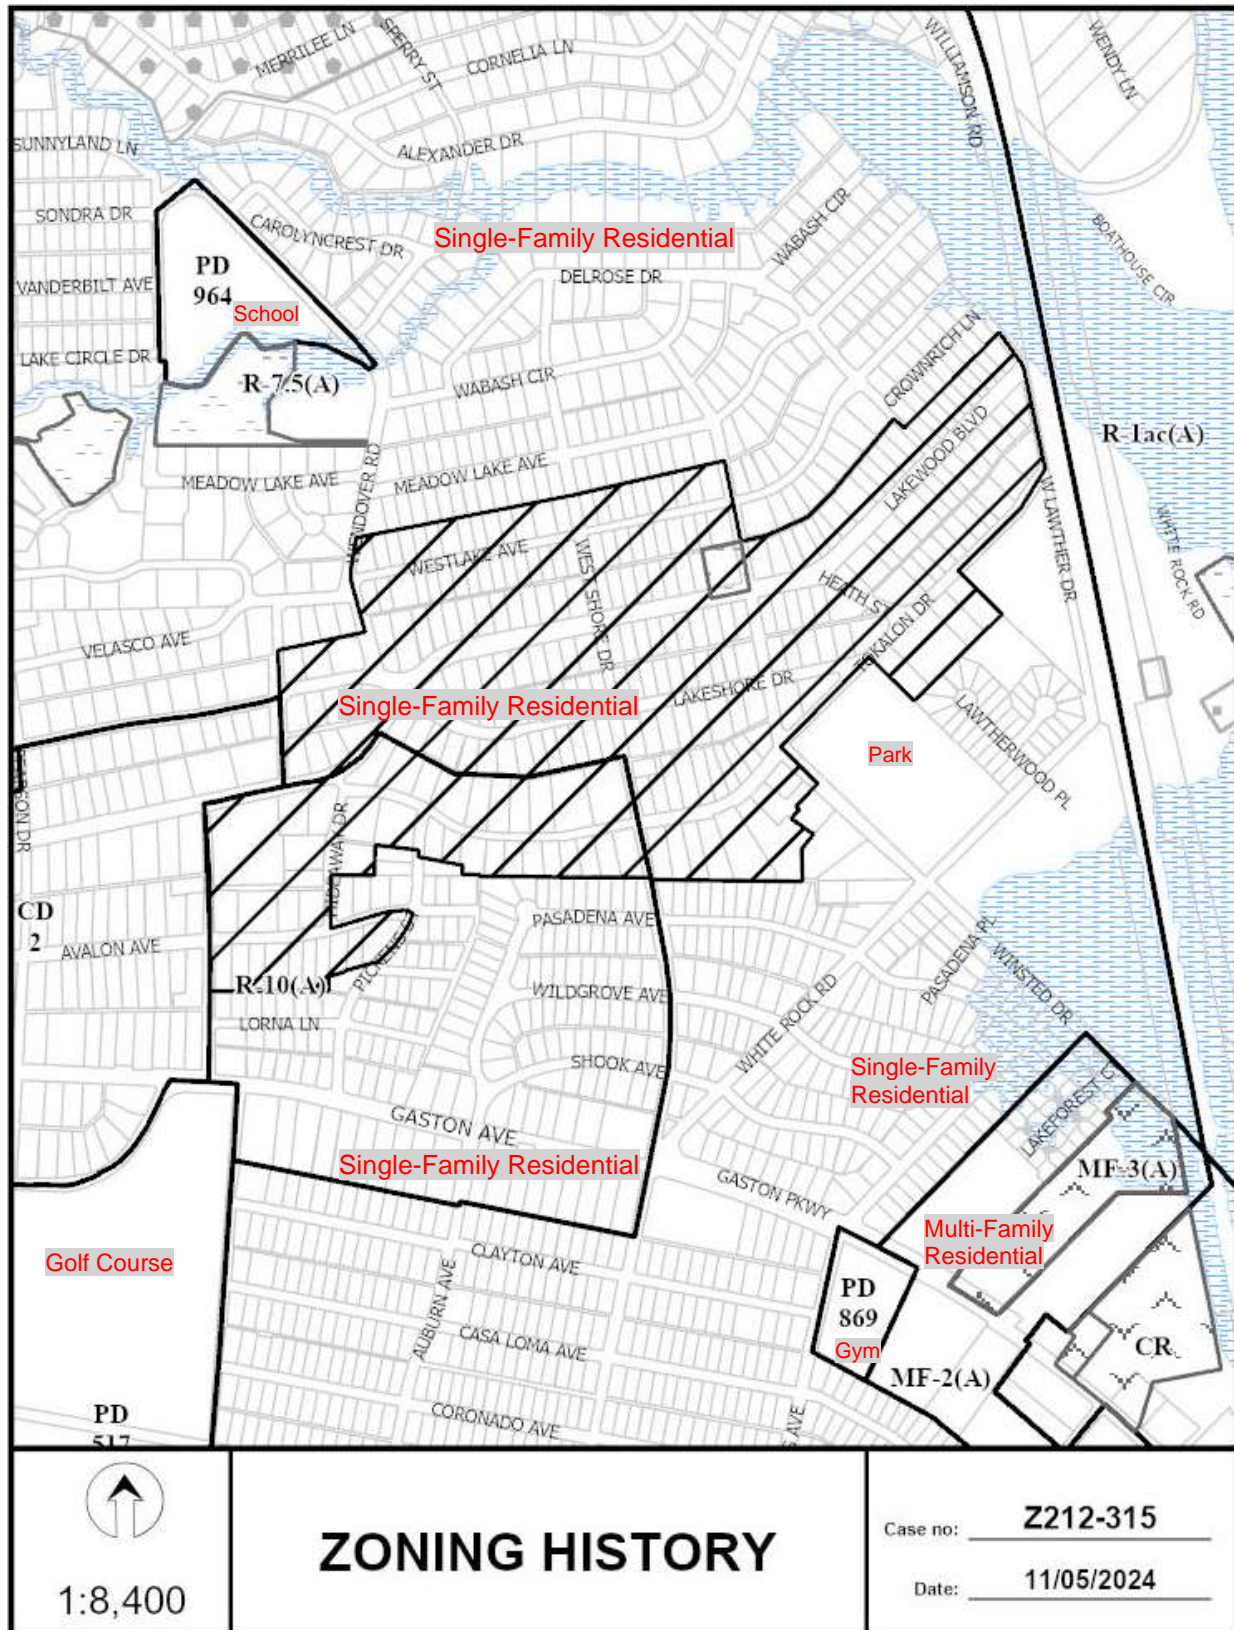 MERRILEE LN
SPERRY ST
CORNELIA LN
WILLIAMSON RD
WENDY LN
SUNNYLAND LN
ALEXANDER DR
SONDRA DR
CAROLYNCREST DR
Single-Family Residential
WABASH CIR
BOATHOUSE CIR
PD
964
School
VANDERBILT AVE
DELROSE DR
LAKE CIRCLE DR
R-7.5(A)
WABASH CIR
CROWNRICH LN
R-1ac(A)
MEADOW LAKE AVE
MEADOW LAKE AVE
LAKEWOOD BLVD
WENDOVER RD
WESTLAKE AVE
WEST SHORE DR
HEATH ST
W LAWTHER DR
WHITE ROCK RD
VELASCO AVE
TOKALON DR
Single-Family Residential
LAKESHORE DR
LAWTHERWOOD PL
Park
HIDEAWAY DR
CD
2
AVALON AVE
PASADENA AVE
PASADENA PL
WINSTED DR
R-10(A)
WILDGROVE AVE
WHITE ROCK RD
LORNA LN
SHOOK AVE
Single-Family
Residential
LAKEFOREST
GASTON AVE
Single-Family Residential
GASTON PKWY
MF-3(A)
Multi-Family
Residential
Golf Course
CLAYTON AVE
AUBURN AVE
PD
869
Gym
CASA LOMA AVE
MF-2(A)
CR
PD
517
CORONADO AVE
AVE
1:8,400
ZONING HISTORY
Case no: Z212-315
Date: 11/05/2024